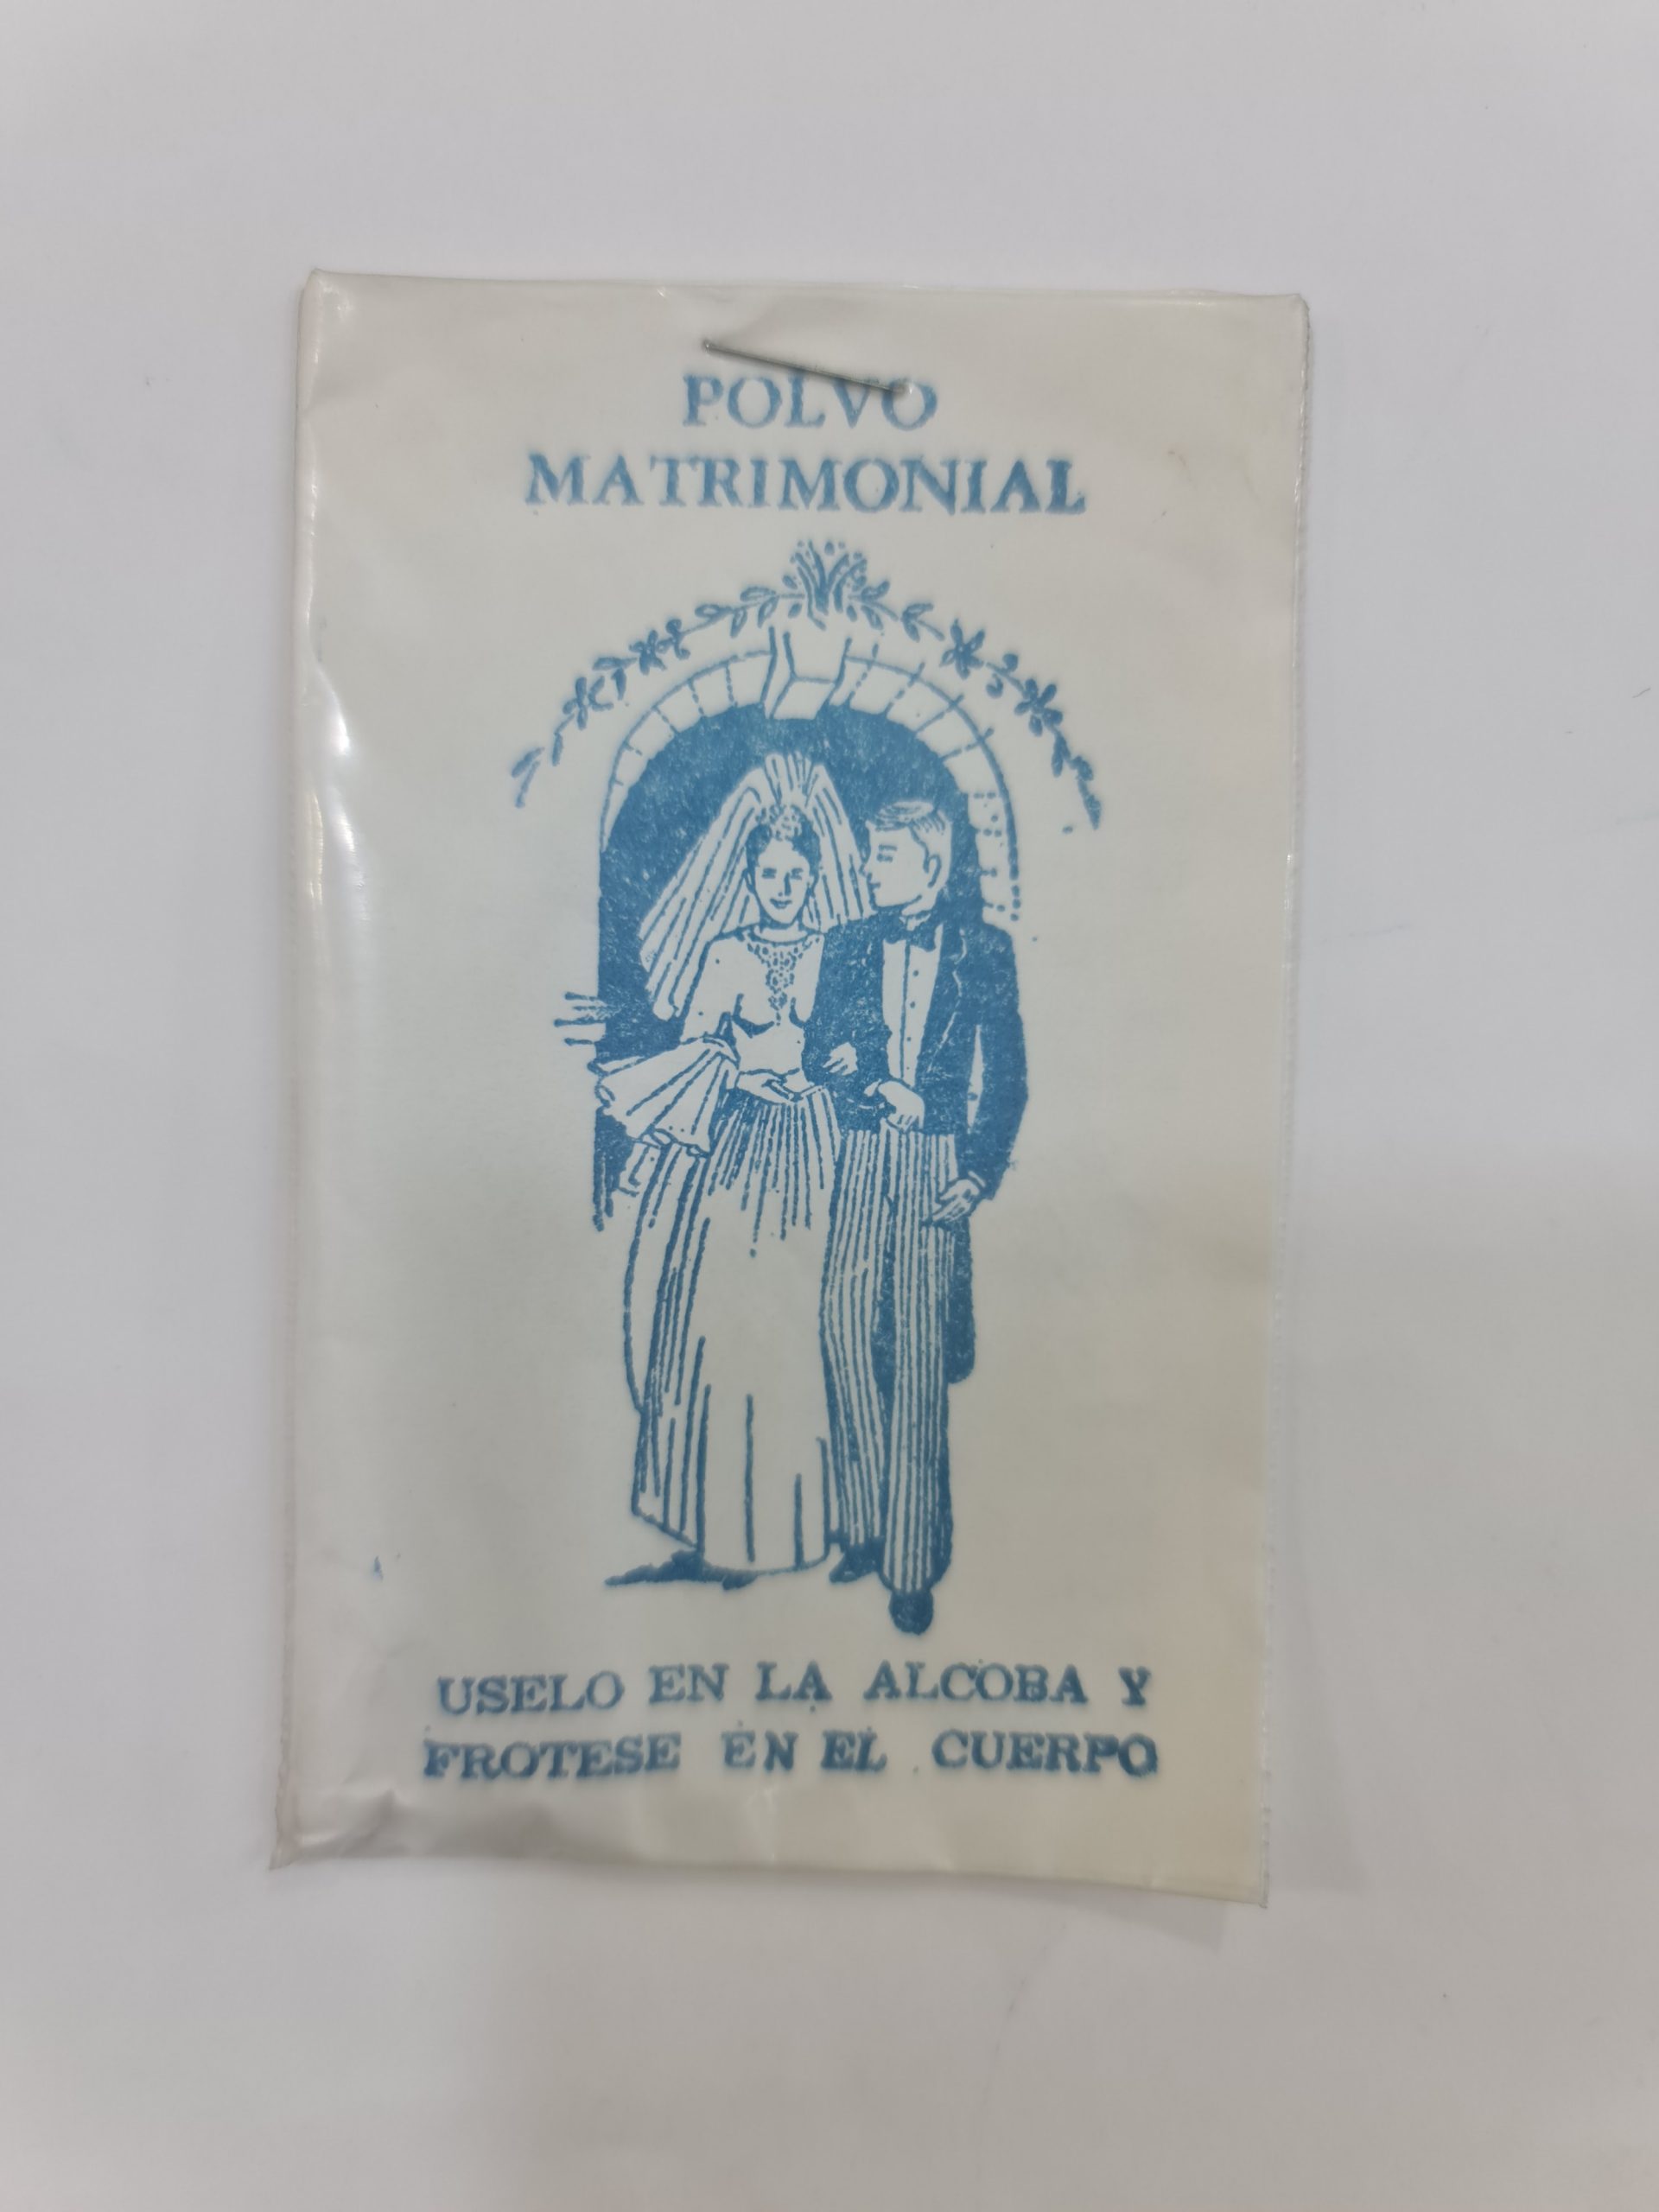 POLVO
MATRIMONIAL
USELO EN LA ALCOBA Y
FROTESE EN EL CUERPO